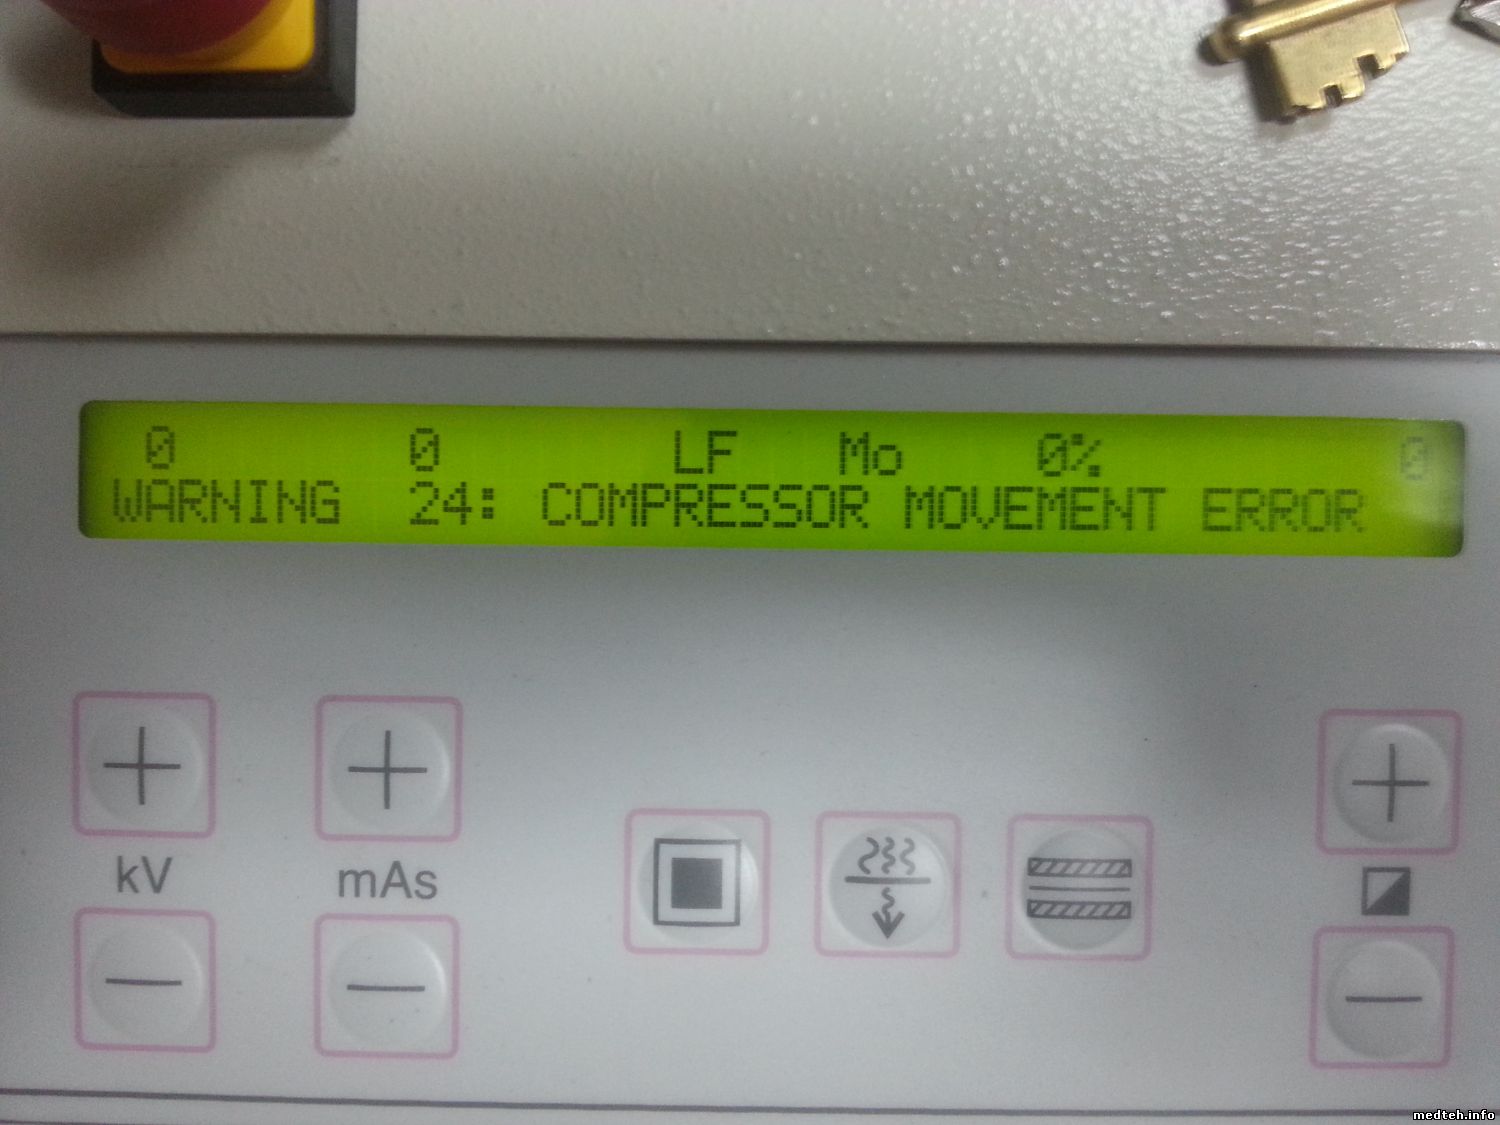 0 0 LF Mo 0% 0
WARNING 24: COMPRESSOR MOVEMENT ERROR
kV mAs
medteh.info